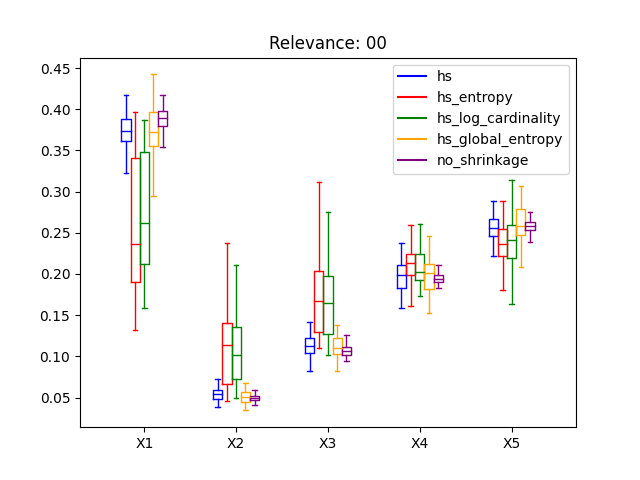 Relevance: 00
0.45
0.40
0.35
0.30
0.25
0.20
0.15
0.10
0.05
hs
hs_entropy
hs_log_cardinality
hs_global_entropy
no_shrinkage
X1 X2 X3 X4 X5